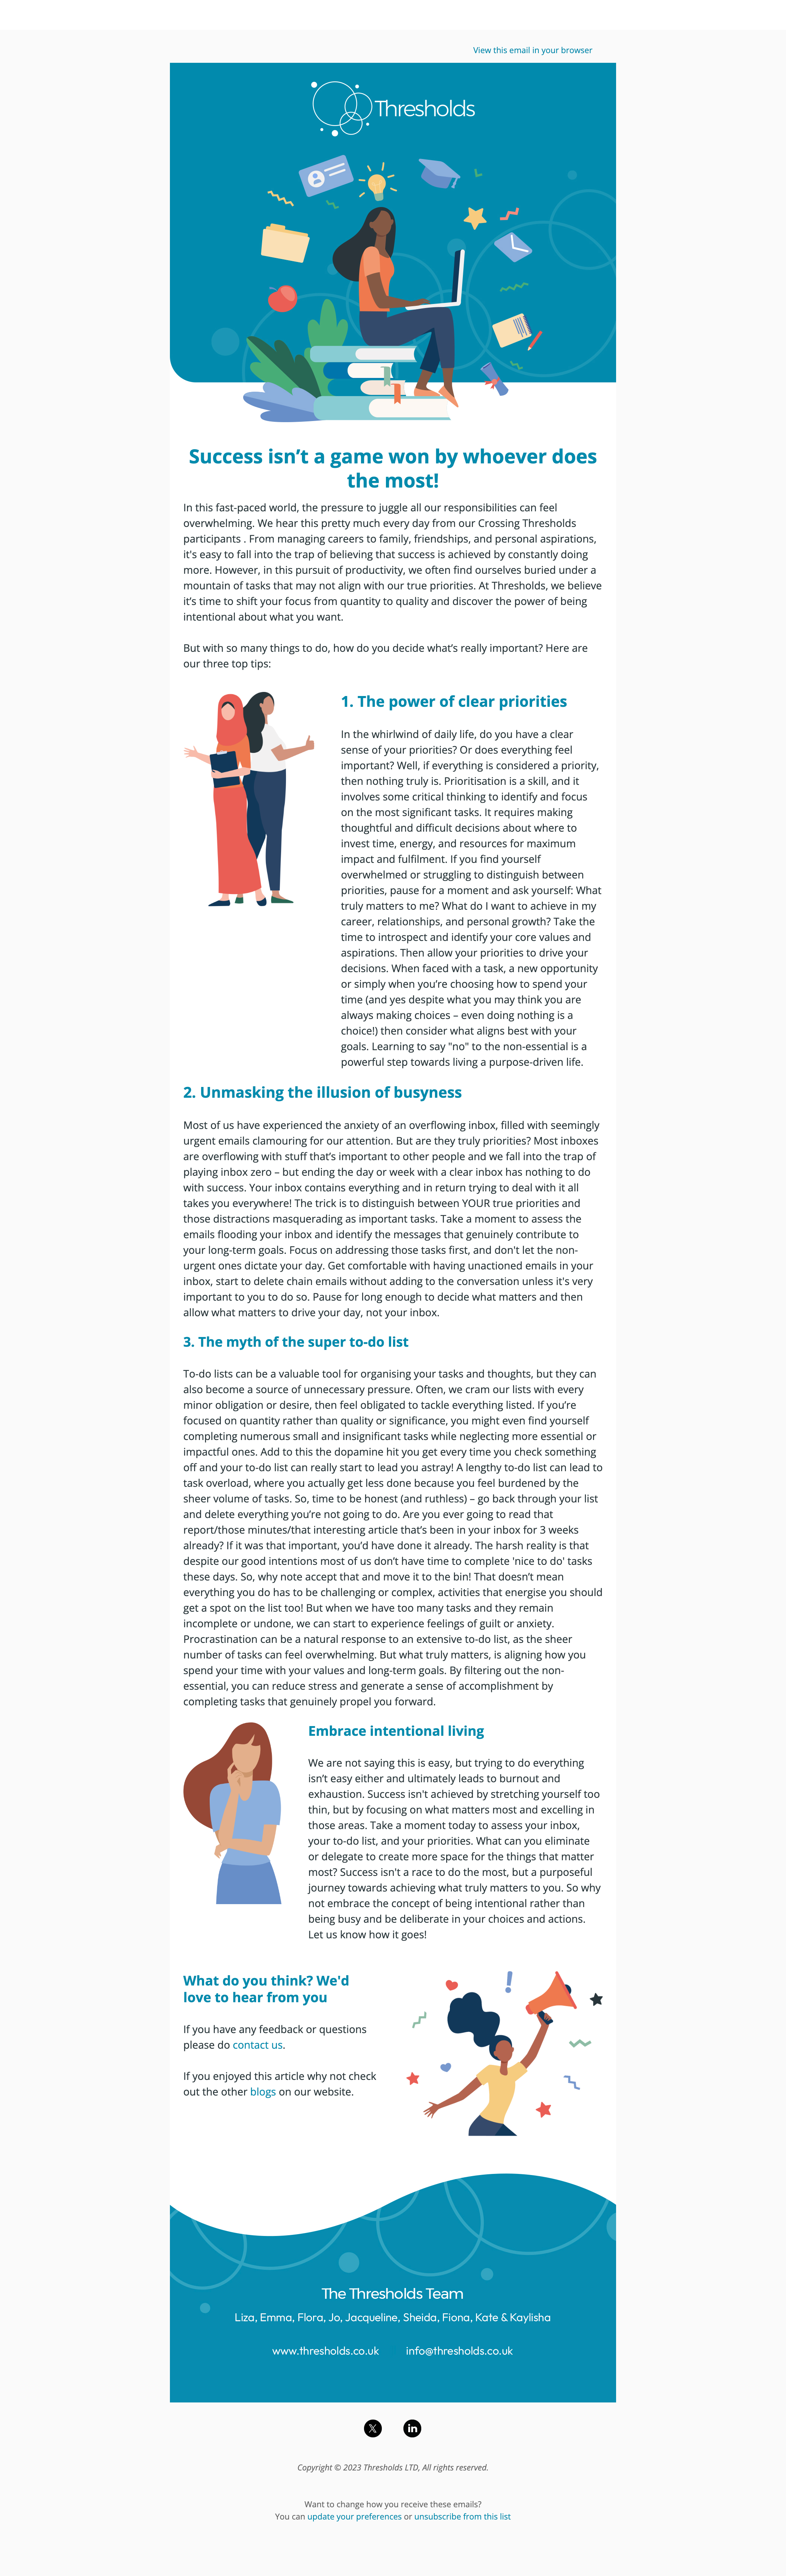 View this email in your browser
Thresholds
Success isn’t a game won by whoever does
the most!
In this fast-paced world, the pressure to juggle all our responsibilities can feel
overwhelming. We hear this pretty much every day from our Crossing Thresholds
participants . From managing careers to family, friendships, and personal aspirations,
it's easy to fall into the trap of believing that success is achieved by constantly doing
more. However, in this pursuit of productivity, we often find ourselves buried under a
mountain of tasks that may not align with our true priorities. At Thresholds, we believe
it’s time to shift your focus from quantity to quality and discover the power of being
intentional about what you want.
But with so many things to do, how do you decide what’s really important? Here are
our three top tips:
1. The power of clear priorities
In the whirlwind of daily life, do you have a clear
sense of your priorities? Or does everything feel
important? Well, if everything is considered a priority,
then nothing truly is. Prioritisation is a skill, and it
involves some critical thinking to identify and focus
on the most significant tasks. It requires making
thoughtful and difficult decisions about where to
invest time, energy, and resources for maximum
impact and fulfilment. If you find yourself
overwhelmed or struggling to distinguish between
priorities, pause for a moment and ask yourself: What
truly matters to me? What do I want to achieve in my
career, relationships, and personal growth? Take the
time to introspect and identify your core values and
aspirations. Then allow your priorities to drive your
decisions. When faced with a task, a new opportunity
or simply when you’re choosing how to spend your
time (and yes despite what you may think you are
always making choices – even doing nothing is a
choice!) then consider what aligns best with your
goals. Learning to say "no" to the non-essential is a
powerful step towards living a purpose-driven life.
2. Unmasking the illusion of busyness
Most of us have experienced the anxiety of an overflowing inbox, filled with seemingly
urgent emails clamouring for our attention. But are they truly priorities? Most inboxes
are overflowing with stuff that’s important to other people and we fall into the trap of
playing inbox zero – but ending the day or week with a clear inbox has nothing to do
with success. Your inbox contains everything and in return trying to deal with it all
takes you everywhere! The trick is to distinguish between YOUR true priorities and
those distractions masquerading as important tasks. Take a moment to assess the
emails flooding your inbox and identify the messages that genuinely contribute to
your long-term goals. Focus on addressing those tasks first, and don't let the non-
urgent ones dictate your day. Get comfortable with having unactioned emails in your
inbox, start to delete chain emails without adding to the conversation unless it's very
important to you to do so. Pause for long enough to decide what matters and then
allow what matters to drive your day, not your inbox.
3. The myth of the super to-do list
To-do lists can be a valuable tool for organising your tasks and thoughts, but they can
also become a source of unnecessary pressure. Often, we cram our lists with every
minor obligation or desire, then feel obligated to tackle everything listed. If you’re
focused on quantity rather than quality or significance, you might even find yourself
completing numerous small and insignificant tasks while neglecting more essential or
impactful ones. Add to this the dopamine hit you get every time you check something
off and your to-do list can really start to lead you astray! A lengthy to-do list can lead to
task overload, where you actually get less done because you feel burdened by the
sheer volume of tasks. So, time to be honest (and ruthless) – go back through your list
and delete everything you’re not going to do. Are you ever going to read that
report/those minutes/that interesting article that’s been in your inbox for 3 weeks
already? If it was that important, you’d have done it already. The harsh reality is that
despite our good intentions most of us don’t have time to complete 'nice to do' tasks
these days. So, why note accept that and move it to the bin! That doesn’t mean
everything you do has to be challenging or complex, activities that energise you should
get a spot on the list too! But when we have too many tasks and they remain
incomplete or undone, we can start to experience feelings of guilt or anxiety.
Procrastination can be a natural response to an extensive to-do list, as the sheer
number of tasks can feel overwhelming. But what truly matters, is aligning how you
spend your time with your values and long-term goals. By filtering out the non-
essential, you can reduce stress and generate a sense of accomplishment by
completing tasks that genuinely propel you forward.
Embrace intentional living
We are not saying this is easy, but trying to do everything
isn’t easy either and ultimately leads to burnout and
exhaustion. Success isn't achieved by stretching yourself too
thin, but by focusing on what matters most and excelling in
those areas. Take a moment today to assess your inbox,
your to-do list, and your priorities. What can you eliminate
or delegate to create more space for the things that matter
most? Success isn't a race to do the most, but a purposeful
journey towards achieving what truly matters to you. So why
not embrace the concept of being intentional rather than
being busy and be deliberate in your choices and actions.
Let us know how it goes!
What do you think? We'd
love to hear from you
If you have any feedback or questions
please do contact us.
If you enjoyed this article why not check
out the other blogs on our website.
The Thresholds Team
Liza, Emma, Flora, Jo, Jacqueline, Sheida, Fiona, Kate & Kaylisha
www.thresholds.co.uk info@thresholds.co.uk
Copyright © 2023 Thresholds LTD, All rights reserved.
Want to change how you receive these emails?
You can update your preferences or unsubscribe from this list